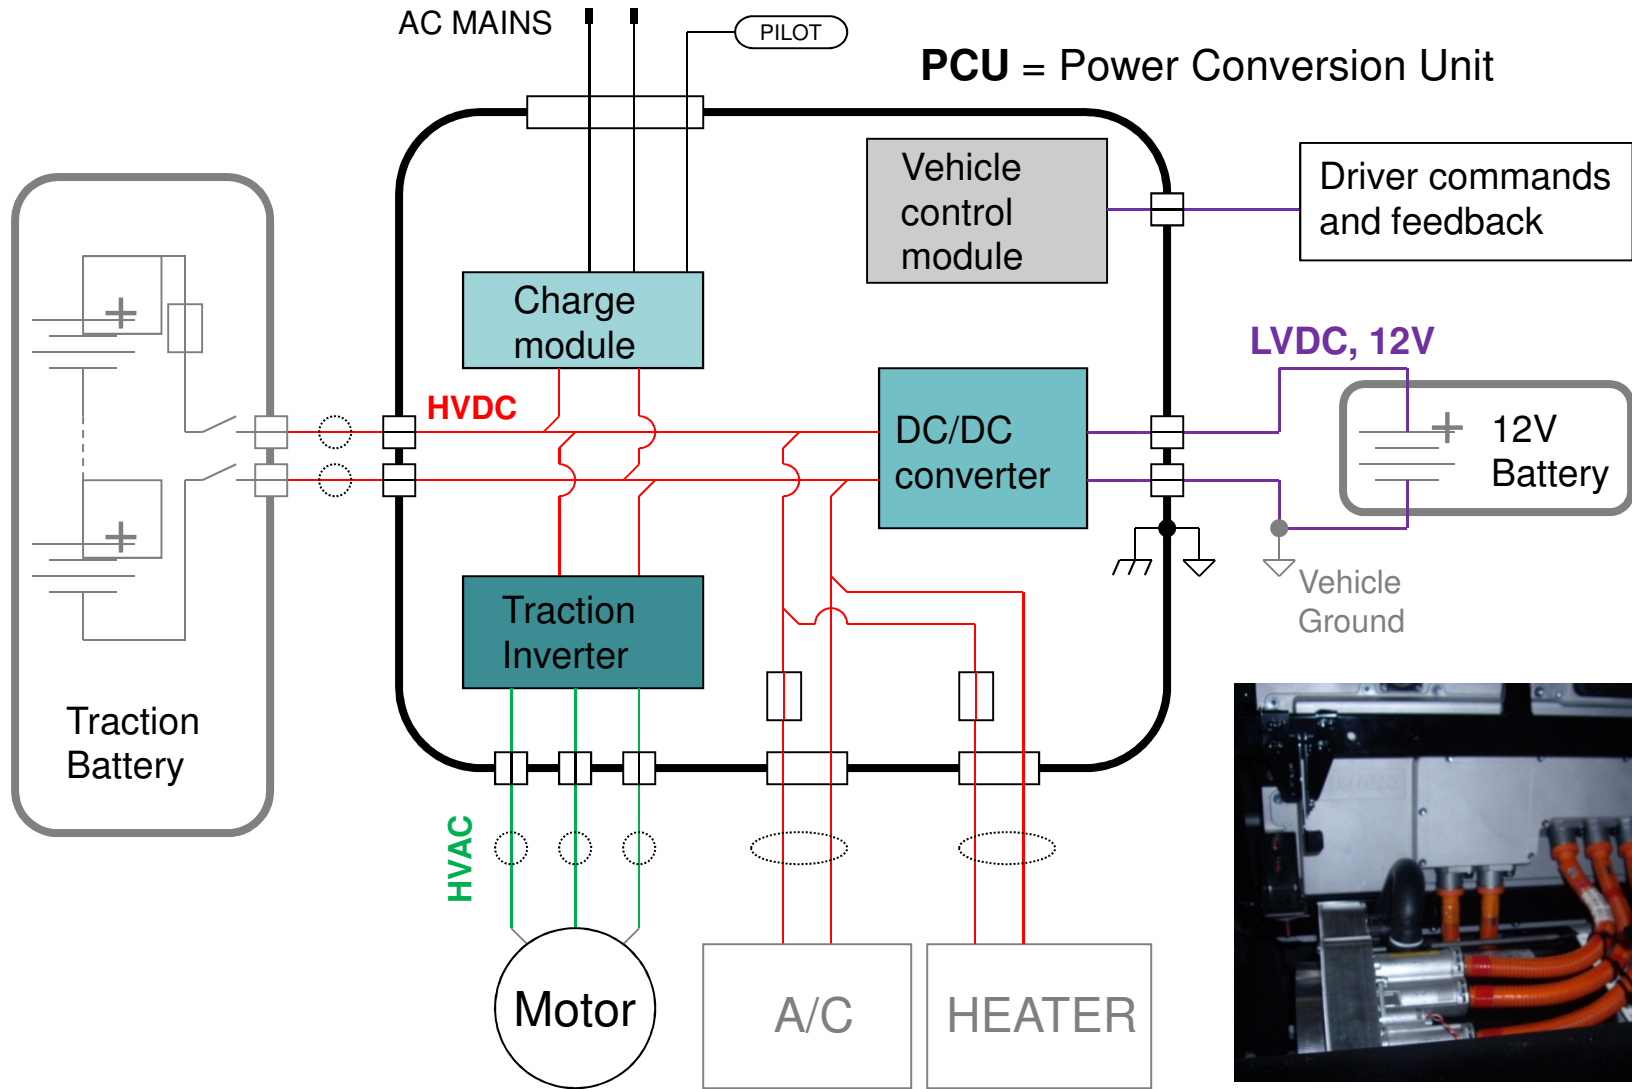 AC MAINS
PILOT
PCU = Power Conversion Unit
Vehicle
control
module
Driver commands
and feedback
Charge
module
LVDC, 12V
HVDC
DC/DC
converter
12V
Battery
Traction
Inverter
Vehicle
Ground
Traction
Battery
HVAC
Motor
A/C
HEATER